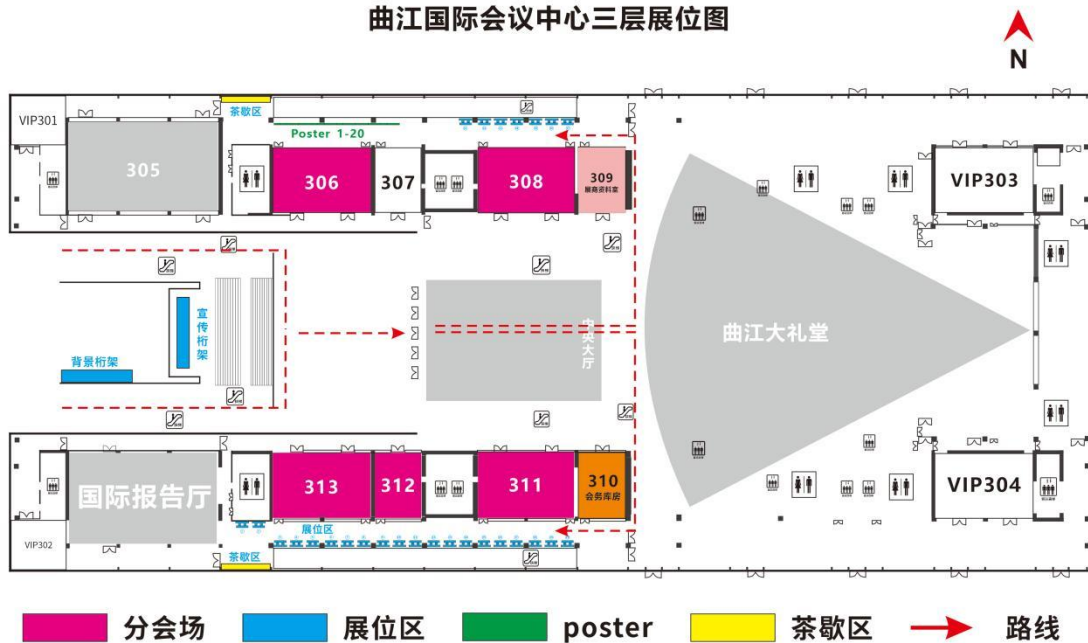 曲江国际会议中心三层展位图
N
VIP301
茶歇区
Poster 1-20
305
306
307
308
309
展商资料室
VIP303
宣传桁架
背景桁架
中央大厅
曲江大礼堂
国际报告厅
313
312
311
310
会务库房
VIP304
展位区
VIP302
茶歇区
分会场
展位区
poster
茶歇区
路线